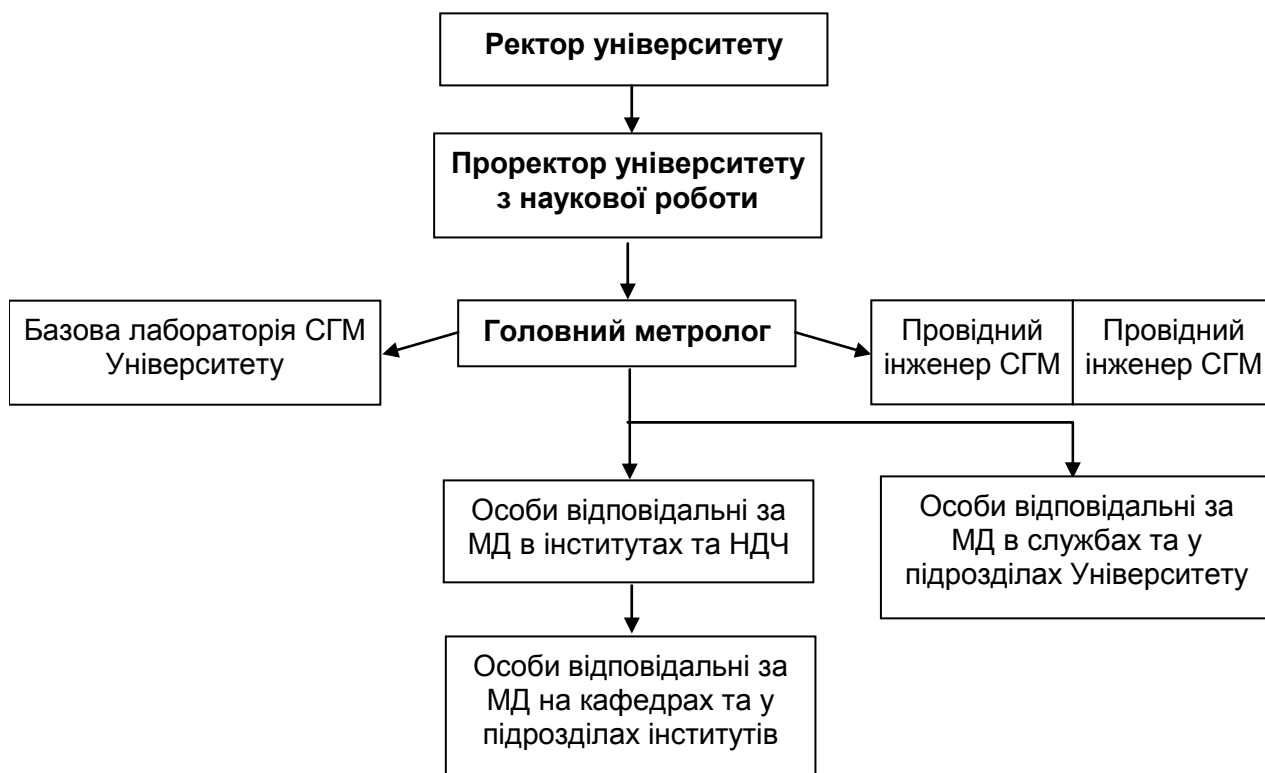 Ректор університету
Проректор університету
з наукової роботи
Базова лабораторія СГМ
Університету
Головний метролог
Провідний
інженер СГМ
Провідний
інженер СГМ
Особи відповідальні за
МД в інститутах та НДЧ
Особи відповідальні за
МД в службах та у
підрозділах Університету
Особи відповідальні за
МД на кафедрах та у
підрозділах інститутів